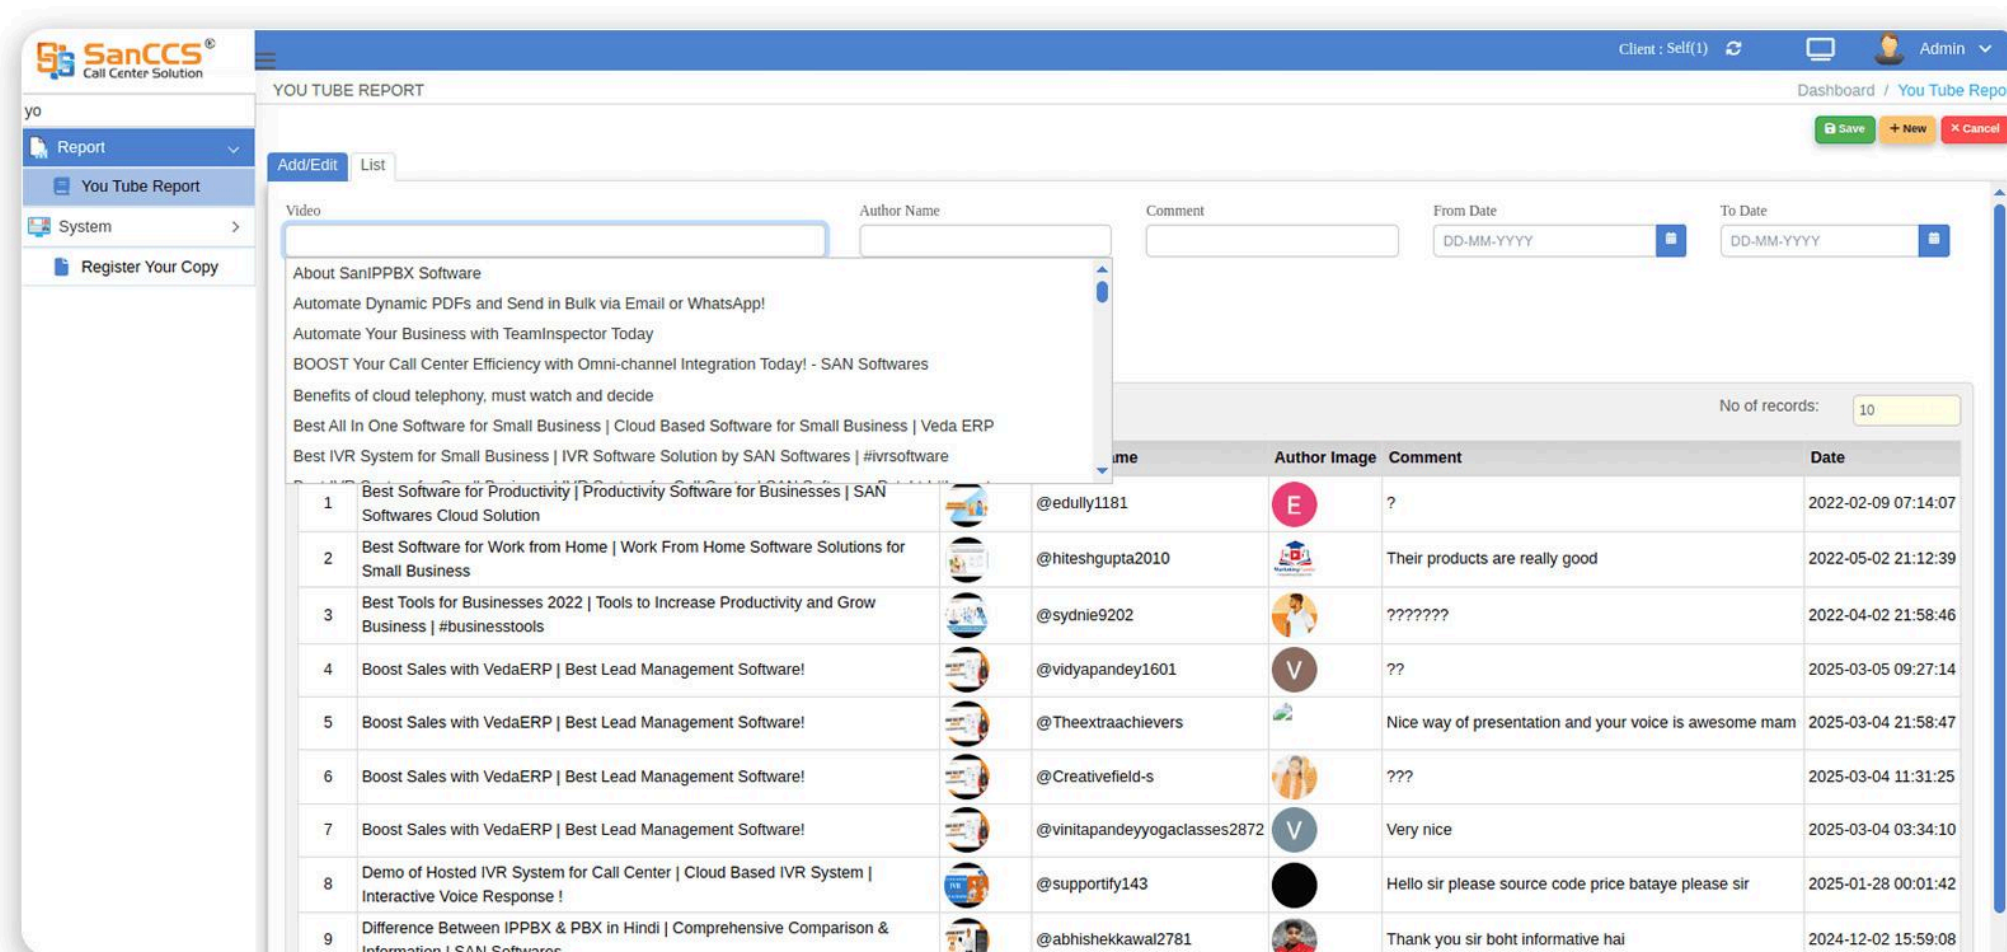 SanCCS®
Call Center Solution
Client : Self(1)
Admin
yo
YOU TUBE REPORT
Dashboard / You Tube Repo
Save
+ New
× Cancel
Report
You Tube Report
System
Register Your Copy
Add/Edit
List
Video
Author Name
Comment
From Date
To Date
DD-MM-YYYY
DD-MM-YYYY
About SanIPPBX Software
Automate Dynamic PDFs and Send in Bulk via Email or WhatsApp!
Automate Your Business with TeamInspector Today
BOOST Your Call Center Efficiency with Omni-channel Integration Today! - SAN Softwares
Benefits of cloud telephony, must watch and decide
Best All In One Software for Small Business | Cloud Based Software for Small Business | Veda ERP
Best IVR System for Small Business | IVR Software Solution by SAN Softwares | #ivrsoftware
No of records:
10
me
Author Image
Comment
Date
1
Best Software for Productivity | Productivity Software for Businesses | SAN
Softwares Cloud Solution
@edully1181
E
?
2022-02-09 07:14:07
2
Best Software for Work from Home | Work From Home Software Solutions for
Small Business
@hiteshgupta2010
Their products are really good
2022-05-02 21:12:39
3
Best Tools for Businesses 2022 | Tools to Increase Productivity and Grow
Business | #businesstools
@sydnie9202
???????
2022-04-02 21:58:46
4
Boost Sales with VedaERP | Best Lead Management Software!
@vidyapandey1601
V
??
2025-03-05 09:27:14
5
Boost Sales with VedaERP | Best Lead Management Software!
@Theextraachievers
Nice way of presentation and your voice is awesome mam
2025-03-04 21:58:47
6
Boost Sales with VedaERP | Best Lead Management Software!
@Creativefield-s
???
2025-03-04 11:31:25
7
Boost Sales with VedaERP | Best Lead Management Software!
@vinitapandeyyogaclasses2872
V
Very nice
2025-03-04 03:34:10
8
Demo of Hosted IVR System for Call Center | Cloud Based IVR System |
Interactive Voice Response !
IVR
@supportify143
Hello sir please source code price bataye please sir
2025-01-28 00:01:42
9
Difference Between IPPBX & PBX in Hindi | Comprehensive Comparison &
Information | SAN Softwares
@abhishekkawal2781
Thank you sir boht informative hai
2024-12-02 15:59:08